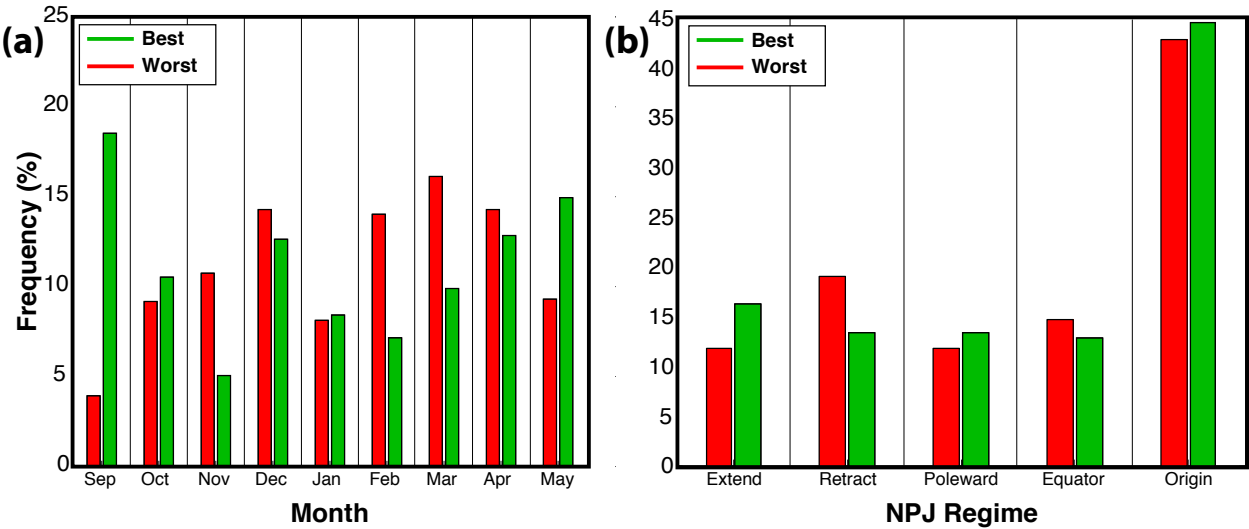 (a)
Best
Worst
Frequency (%)
25
20
15
10
5
0
Sep Oct Nov Dec Jan Feb Mar Apr May
Month
(b)
Best
Worst
45
40
35
30
25
20
15
10
5
0
Extend Retract Poleward Equator Origin
NPJ Regime